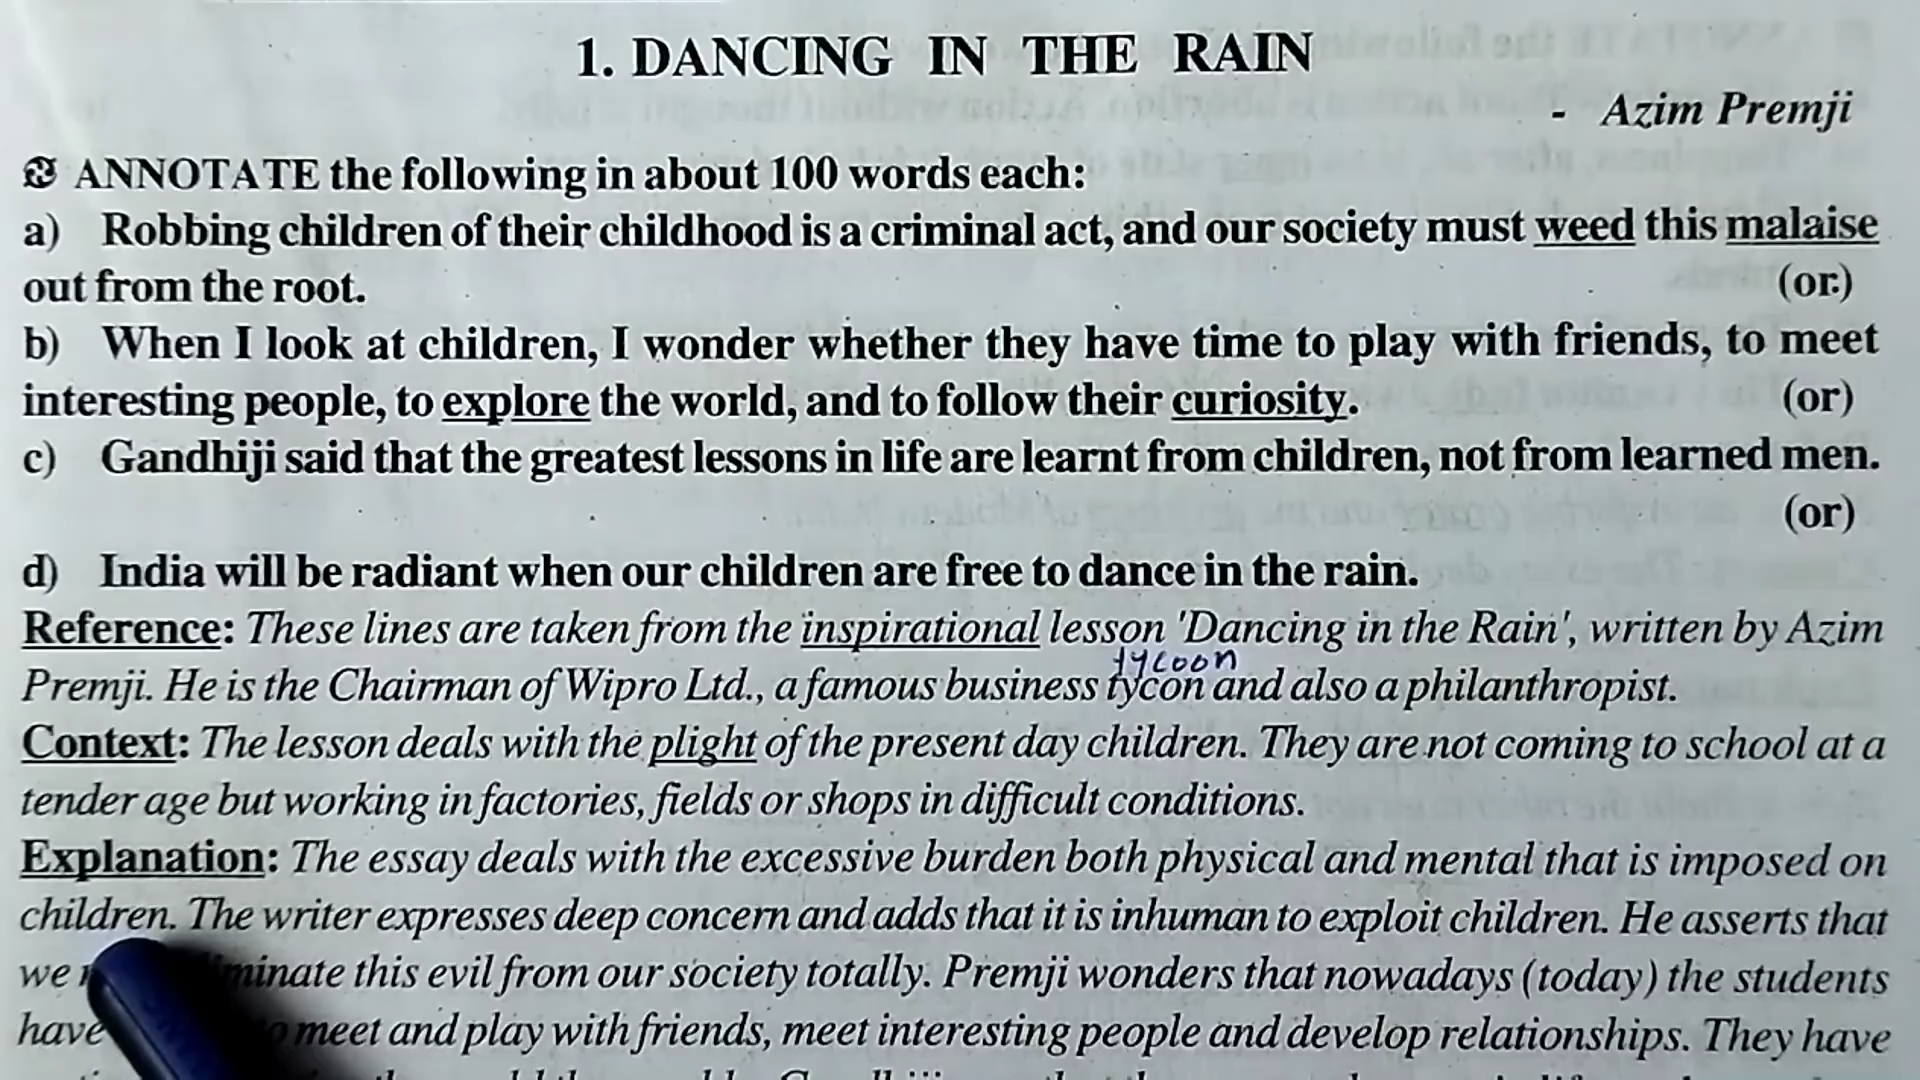 1. DANCING IN THE RAIN
- Azim Premji
ANNOTATE the following in about 100 words each:
a) Robbing children of their childhood is a criminal act, and our society must weed this malaise
out from the root. (or)
b) When I look at children, I wonder whether they have time to play with friends, to meet
interesting people, to explore the world, and to follow their curiosity. (or)
c) Gandhiji said that the greatest lessons in life are learnt from children, not from learned men.
(or)
d) India will be radiant when our children are free to dance in the rain.
Reference: These lines are taken from the inspirational lesson 'Dancing in the Rain', written by Azim
tycoon
Premji. He is the Chairman of Wipro Ltd., a famous business tycon and also a philanthropist.
Context: The lesson deals with the plight of the present day children. They are not coming to school at a
tender age but working in factories, fields or shops in difficult conditions.
Explanation: The essay deals with the excessive burden both physical and mental that is imposed on
children. The writer expresses deep concern and adds that it is inhuman to exploit children. He asserts that
we this evil from our society totally. Premji wonders that nowadays (today) the students
have meet and play with friends, meet interesting people and develop relationships. They have